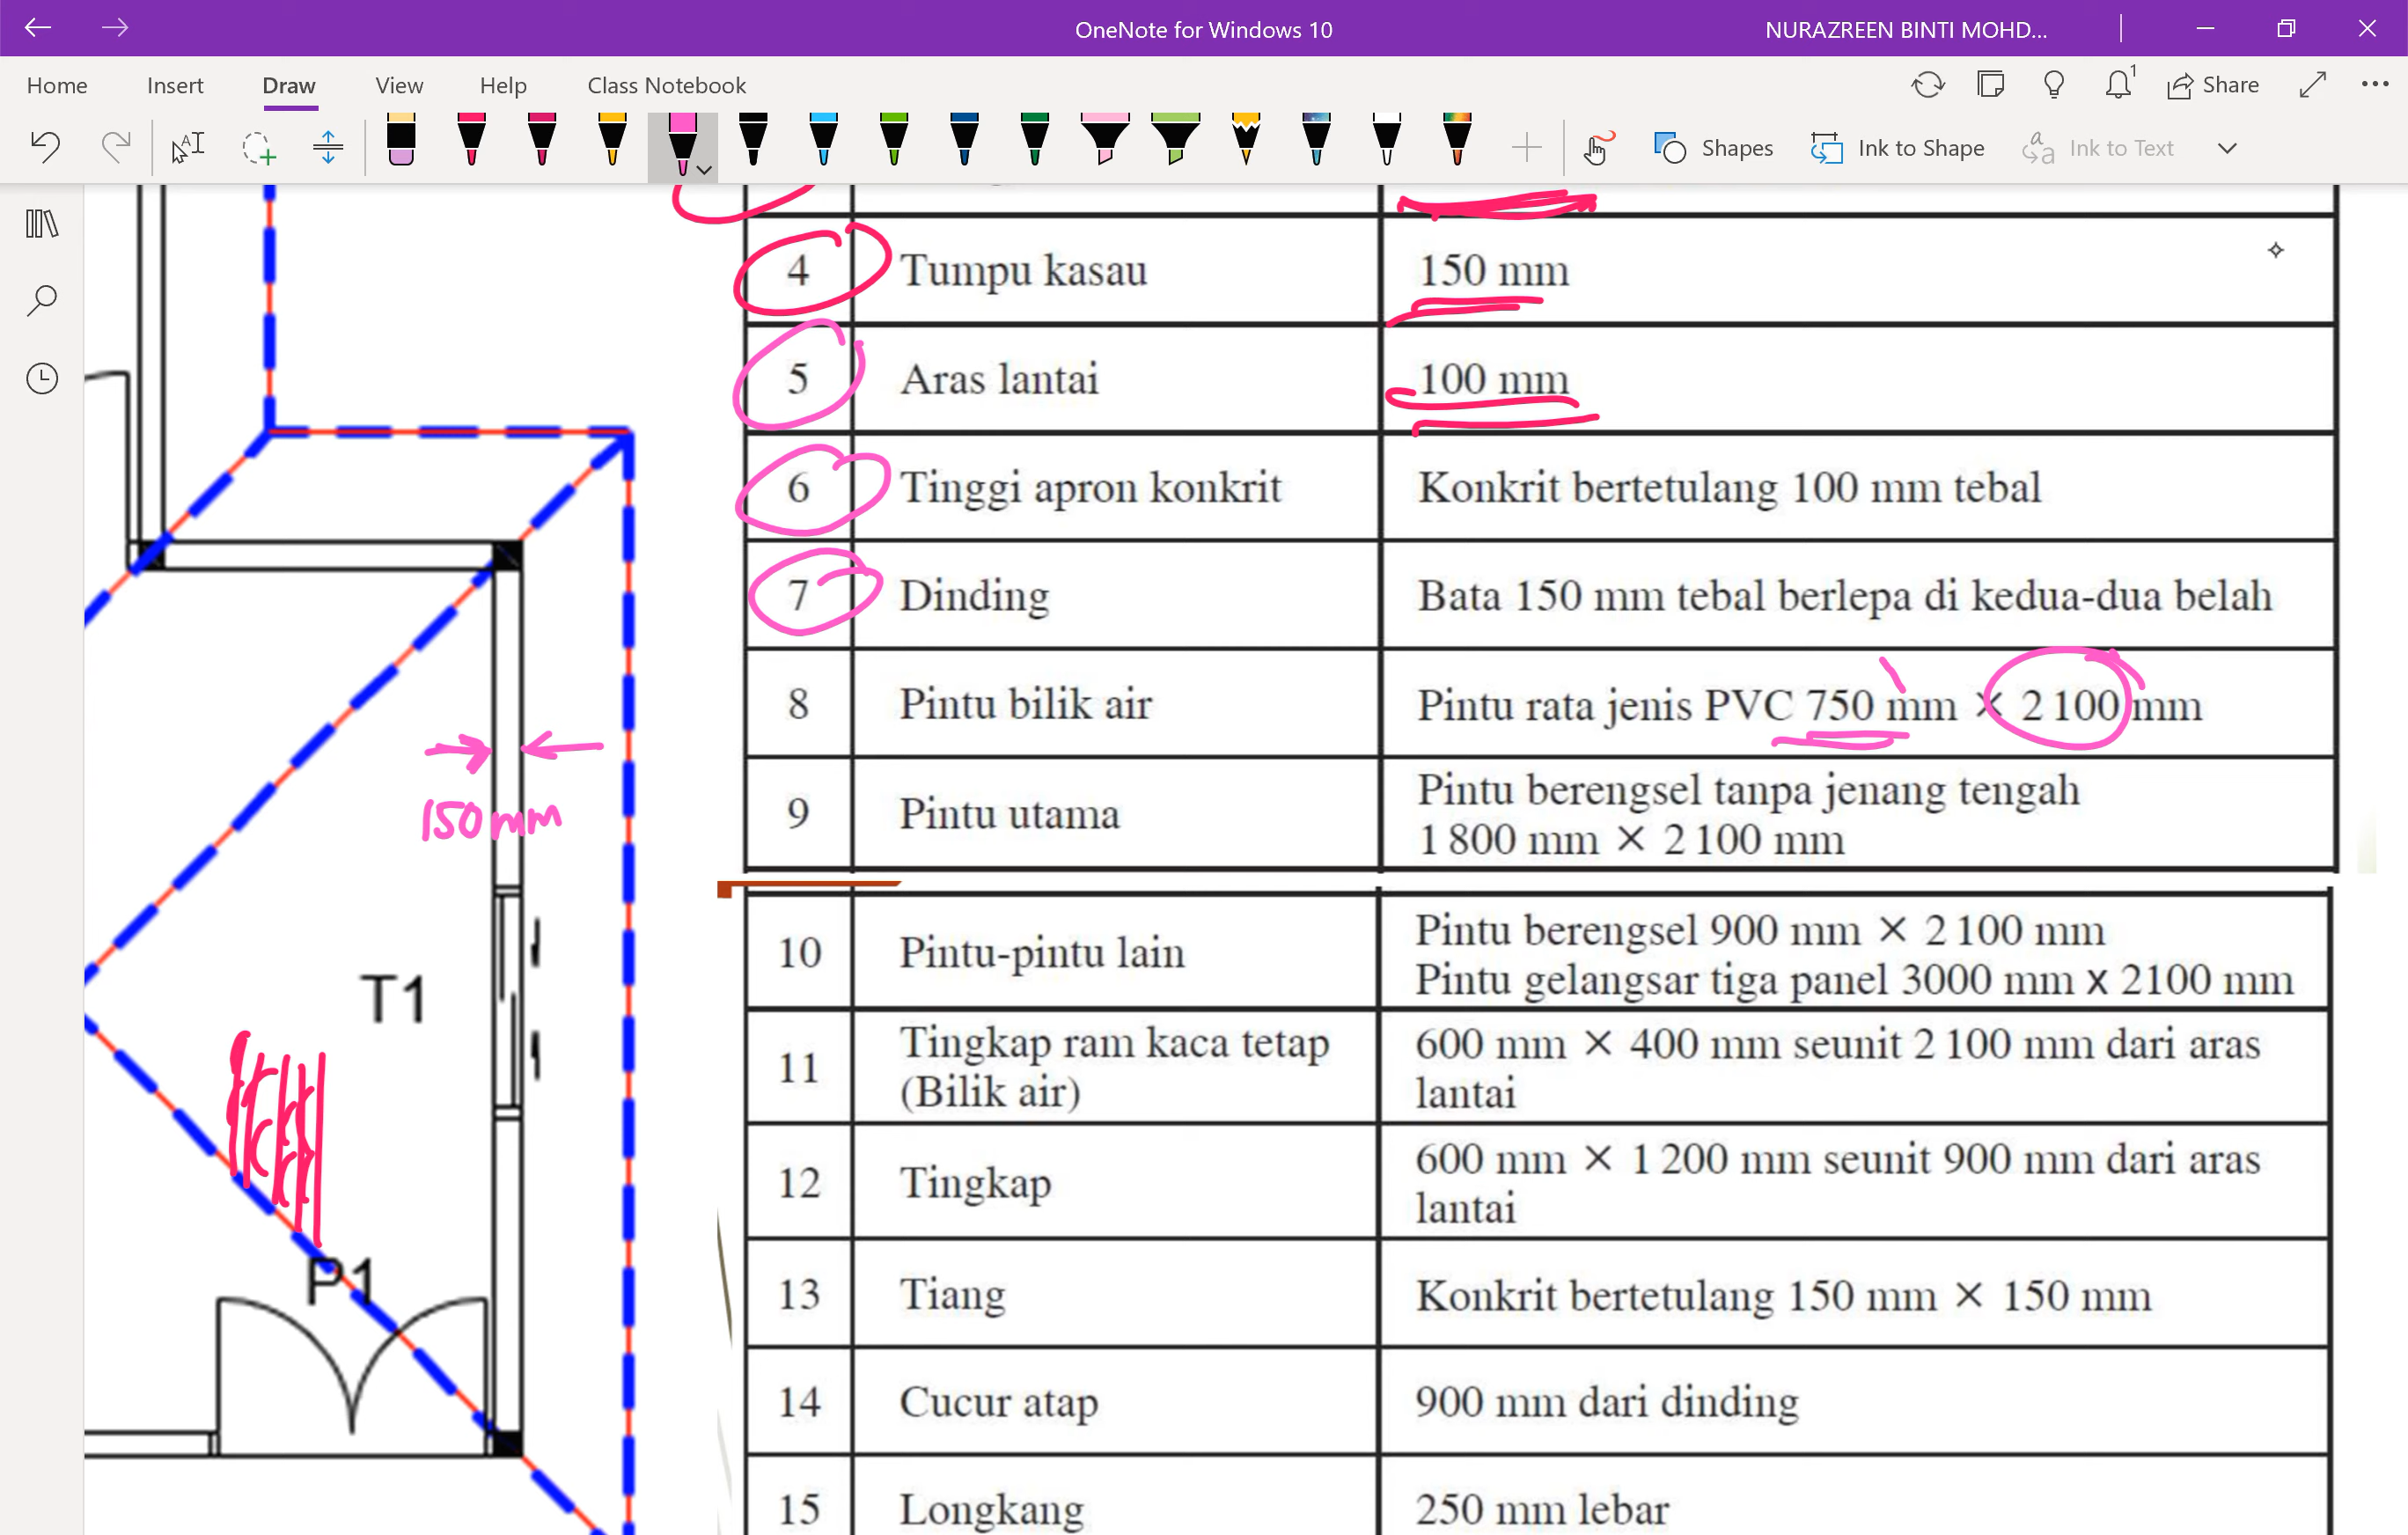 OneNote for Windows 10
NURAZREEN BINTI MOHD...
Home
Insert
Draw
View
Help
Class Notebook
1
Share
Shapes
Ink to Shape
Ink to Text
4
Tumpu kasau
150 mm
5
Aras lantai
100 mm
6
Tinggi apron konkrit
Konkrit bertetulang 100 mm tebal
7
Dinding
Bata 150 mm tebal berlepa di kedua-dua belah
8
Pintu bilik air
Pintu rata jenis PVC 750 mm × 2 100 mm
9
Pintu utama
Pintu berengsel tanpa jenang tengah
1 800 mm × 2 100 mm
10
Pintu-pintu lain
Pintu berengsel 900 mm × 2 100 mm
Pintu gelangsar tiga panel 3000 mm x 2100 mm
11
Tingkap ram kaca tetap
(Bilik air)
600 mm × 400 mm seunit 2 100 mm dari aras
lantai
12
Tingkap
600 mm × 1 200 mm seunit 900 mm dari aras
lantai
13
Tiang
Konkrit bertetulang 150 mm × 150 mm
14
Cucur atap
900 mm dari dinding
15
Longkang
250 mm lebar
150 mm
T1
P1